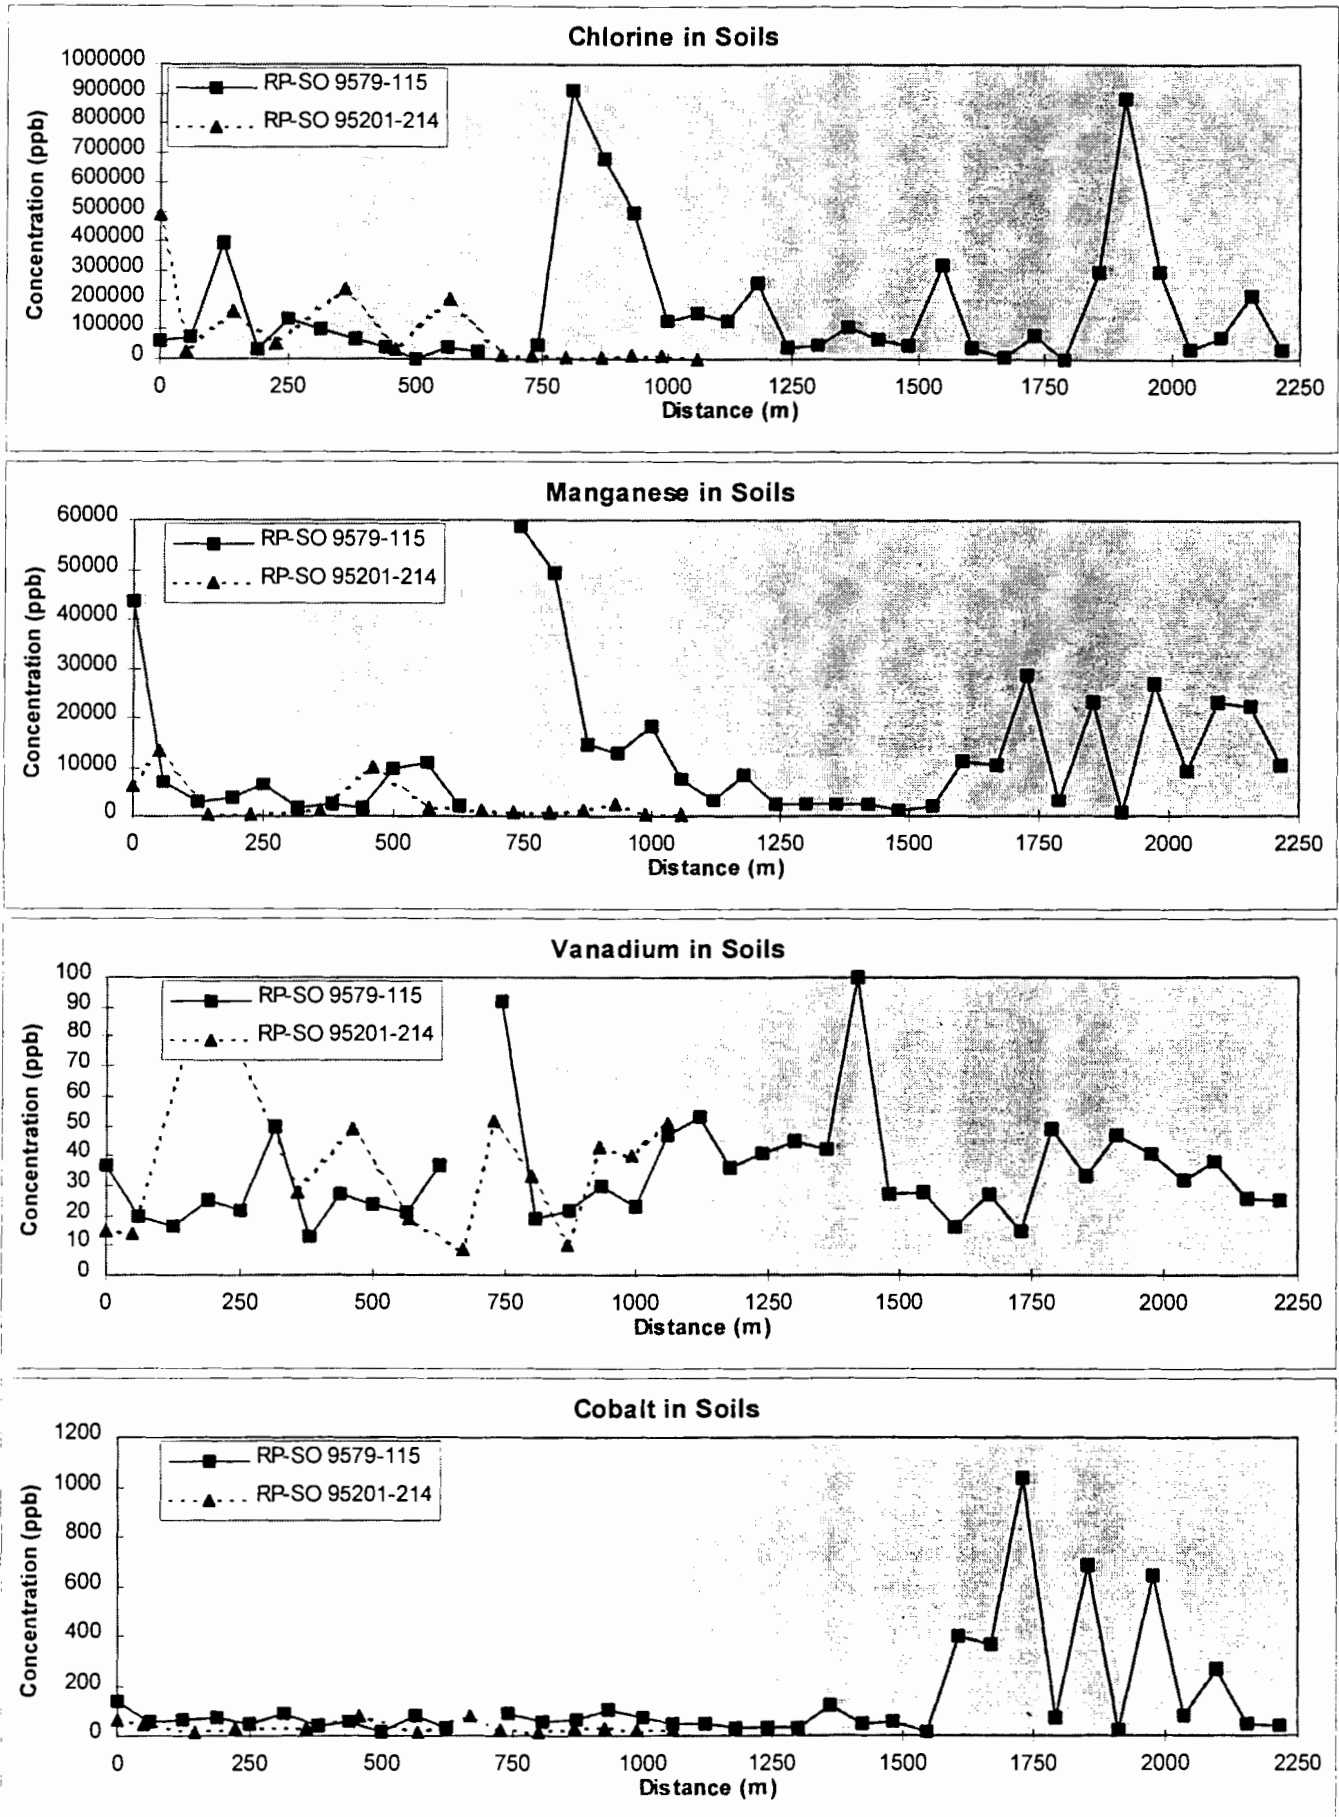 Chlorine in Soils
Concentration (ppb)
1000000
900000
800000
700000
600000
500000
400000
300000
200000
100000
0
RP-SO 9579-115
RP-SO 95201-214
0 250 500 750 1000 1250 1500 1750 2000 2250
Distance (m)
Manganese in Soils
Concentration (ppb)
60000
50000
40000
30000
20000
10000
0
RP-SO 9579-115
RP-SO 95201-214
0 250 500 750 1000 1250 1500 1750 2000 2250
Distance (m)
Vanadium in Soils
Concentration (ppb)
100
90
80
70
60
50
40
30
20
10
0
RP-SO 9579-115
RP-SO 95201-214
0 250 500 750 1000 1250 1500 1750 2000 2250
Distance (m)
Cobalt in Soils
Concentration (ppb)
1200
1000
800
600
400
200
0
RP-SO 9579-115
RP-SO 95201-214
0 250 500 750 1000 1250 1500 1750 2000 2250
Distance (m)